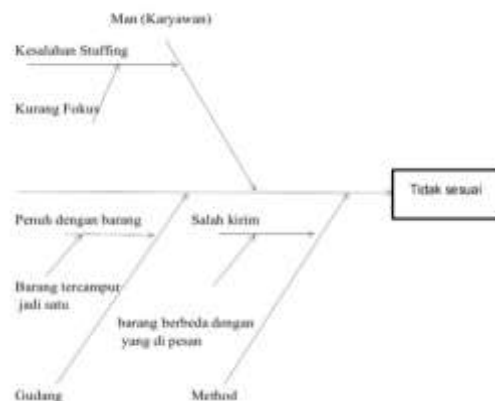 Man (Karyawan)
Kesalahan Stuffing
Kurang Fokus
Tidak sesuai
Penuh dengan barang
Salah kirim
Barang tercampur
jadi satu
barang berbeda dengan
yang di pesan
Gudang
Method